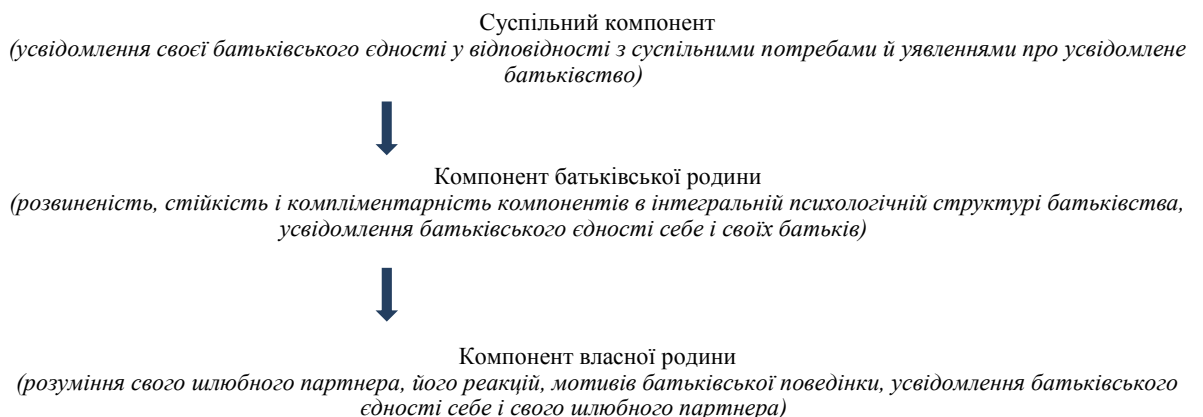 Суспільний компонент
(усвідомлення своєї батьківського єдності у відповідності з суспільними потребами й уявленнями про усвідомлене
батьківство)
Компонент батьківської родини
(розвиненість, стійкість і компліментарність компонентів в інтегральній психологічній структурі батьківства,
усвідомлення батьківського єдності себе і своїх батьків)
Компонент власної родини
(розуміння свого шлюбного партнера, його реакцій, мотивів батьківської поведінки, усвідомлення батьківського
єдності себе і свого шлюбного партнера)